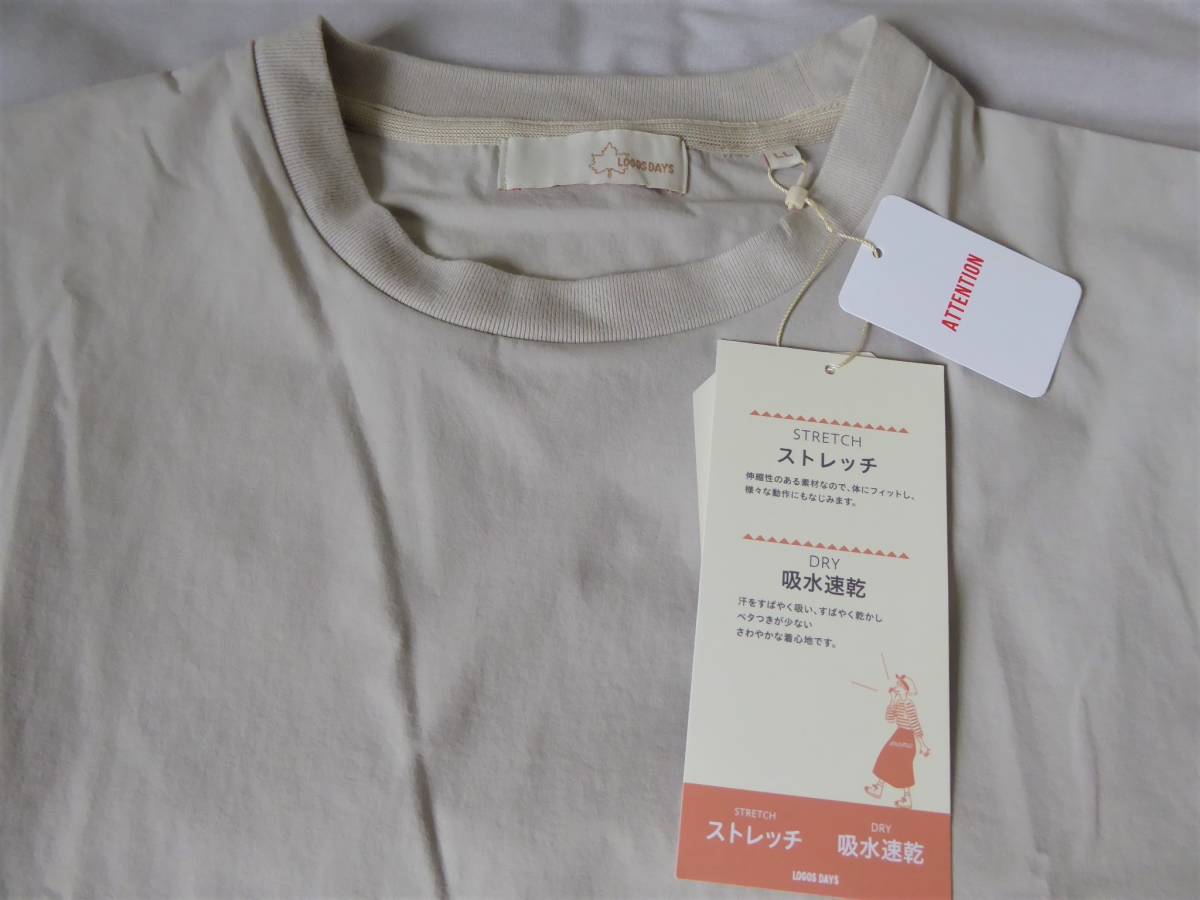 LOGOS DAYS
LL
ATTENTION
STRETCH
ストレッチ
伸縮性のある素材なので、体にフィットし、
様々な動作にもなじみます。
DRY
吸水速乾
汗をすばやく吸い、すばやく乾かし
ベタつきが少ない
さわやかな着心地です。
STRETCH
ストレッチ
DRY
吸水速乾
LOGOS DAYS